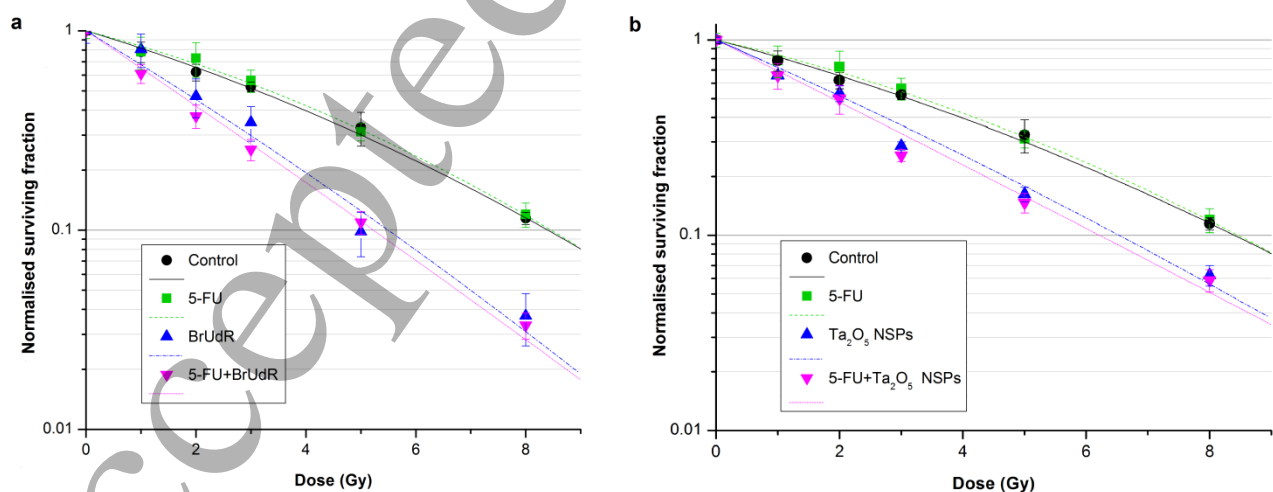 a
Normalised surviving fraction
1
0.1
0.01
Control
5-FU
BrUdR
5-FU+BrUdR
0
2
4
6
8
Dose (Gy)
b
Normalised surviving fraction
1
0.1
0.01
Control
5-FU
Ta₂O₅ NSPs
5-FU+Ta₂O₅ NSPs
0
2
4
6
8
Dose (Gy)
ccepte